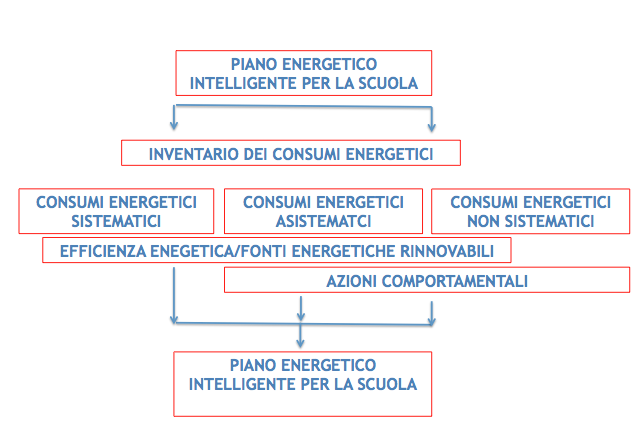 PIANO ENERGETICO
INTELLIGENTE PER LA SCUOLA
INVENTARIO DEI CONSUMI ENERGETICI
CONSUMI ENERGETICI
SISTEMATICI
CONSUMI ENERGETICI
ASISTEMATCI
CONSUMI ENERGETICI
NON SISTEMATICI
EFFICIENZA ENEGETICA/FONTI ENERGETICHE RINNOVABILI
AZIONI COMPORTAMENTALI
PIANO ENERGETICO
INTELLIGENTE PER LA SCUOLA